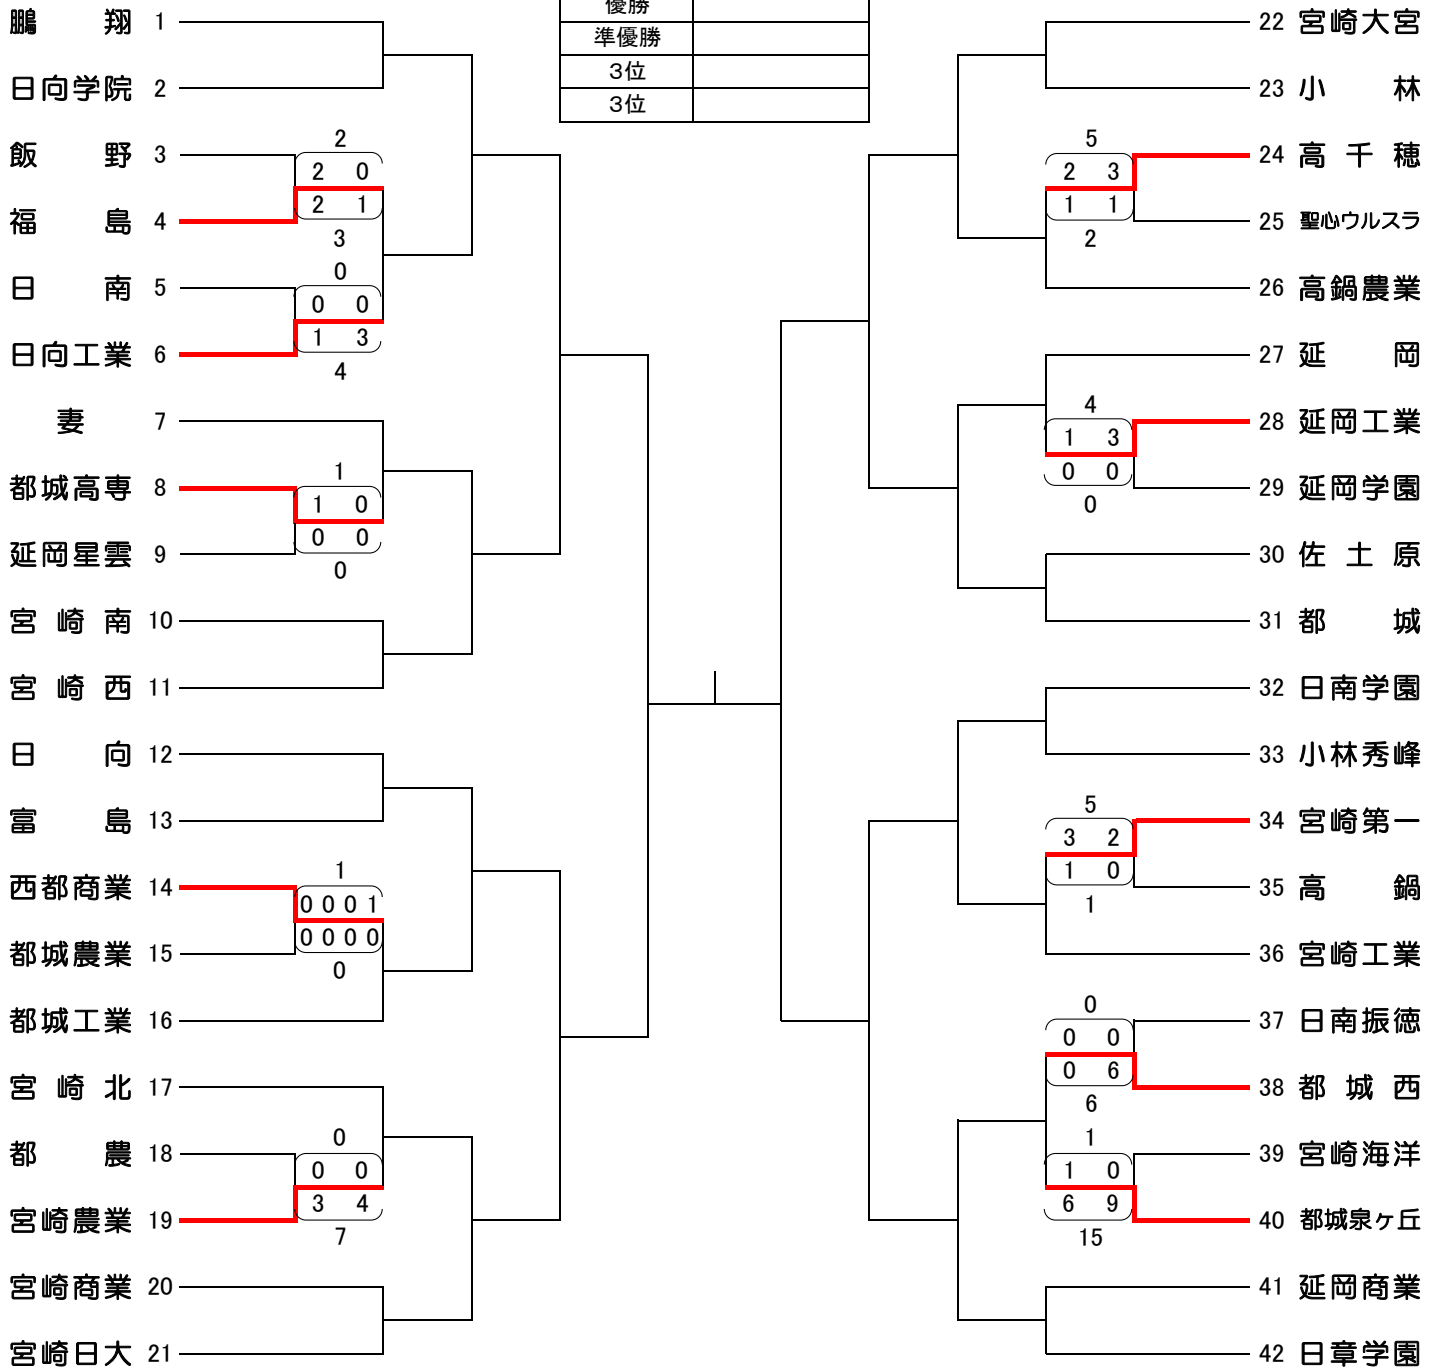 優勝
準優勝
3位
3位
鵬翔 1
日向学院 2
飯野 3
2
2 0
2 1
3
福島 4
日南 5
0
0 0
1 3
4
日向工業 6
妻 7
都城高専 8
1
1 0
0 0
0
延岡星雲 9
宮崎南 10
宮崎西 11
日向 12
富島 13
西都商業 14
1
0 0 0 1
0 0 0 0
0
都城農業 15
都城工業 16
宮崎北 17
都農 18
0
0 0
3 4
7
宮崎農業 19
宮崎商業 20
宮崎日大 21
22 宮崎大宮
23 小林
5
2 3
1 1
2
24 高千穂
25 聖心ウルスラ
26 高鍋農業
27 延岡
4
1 3
0 0
0
28 延岡工業
29 延岡学園
30 佐土原
31 都城
32 日南学園
33 小林秀峰
5
3 2
1 0
1
34 宮崎第一
35 高鍋
36 宮崎工業
0
0 0
0 6
6
37 日南振徳
38 都城西
1
1 0
6 9
15
39 宮崎海洋
40 都城泉ヶ丘
41 延岡商業
42 日章学園